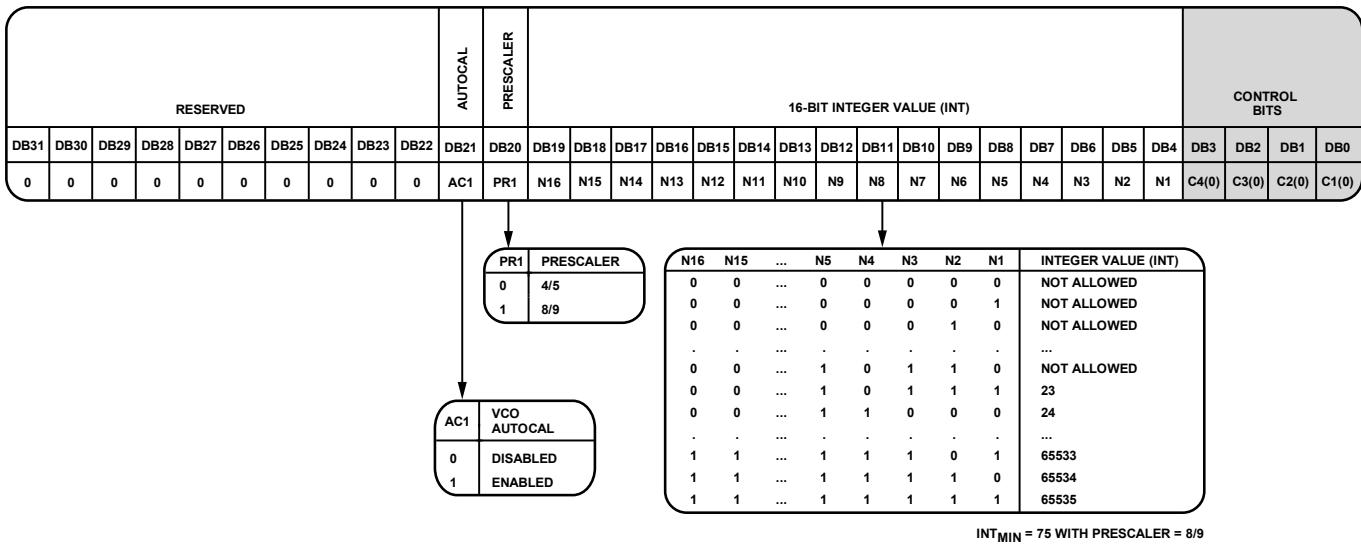 RESERVED AUTOCAL PRESCALER 16-BIT INTEGER VALUE (INT) CONTROL BITS
DB31 DB30 DB29 DB28 DB27 DB26 DB25 DB24 DB23 DB22 DB21 DB20 DB19 DB18 DB17 DB16 DB15 DB14 DB13 DB12 DB11 DB10 DB9 DB8 DB7 DB6 DB5 DB4 DB3 DB2 DB1 DB0
0 0 0 0 0 0 0 0 0 0 AC1 PR1 N16 N15 N14 N13 N12 N11 N10 N9 N8 N7 N6 N5 N4 N3 N2 N1 C4(0) C3(0) C2(0) C1(0)
PR1 PRESCALER
0 4/5
1 8/9
AC1 VCO AUTOCAL
0 DISABLED
1 ENABLED
N16 N15 ... N5 N4 N3 N2 N1 INTEGER VALUE (INT)
0 0 ... 0 0 0 0 0 NOT ALLOWED
0 0 ... 0 0 0 0 1 NOT ALLOWED
0 0 ... 0 0 0 1 0 NOT ALLOWED
. . ... . . . . . ...
0 0 ... 1 0 1 1 0 NOT ALLOWED
0 0 ... 1 0 1 1 1 23
0 0 ... 1 1 0 0 0 24
. . ... . . . . . ...
1 1 ... 1 1 1 0 1 65533
1 1 ... 1 1 1 1 0 65534
1 1 ... 1 1 1 1 1 65535
INTMIN = 75 WITH PRESCALER = 8/9